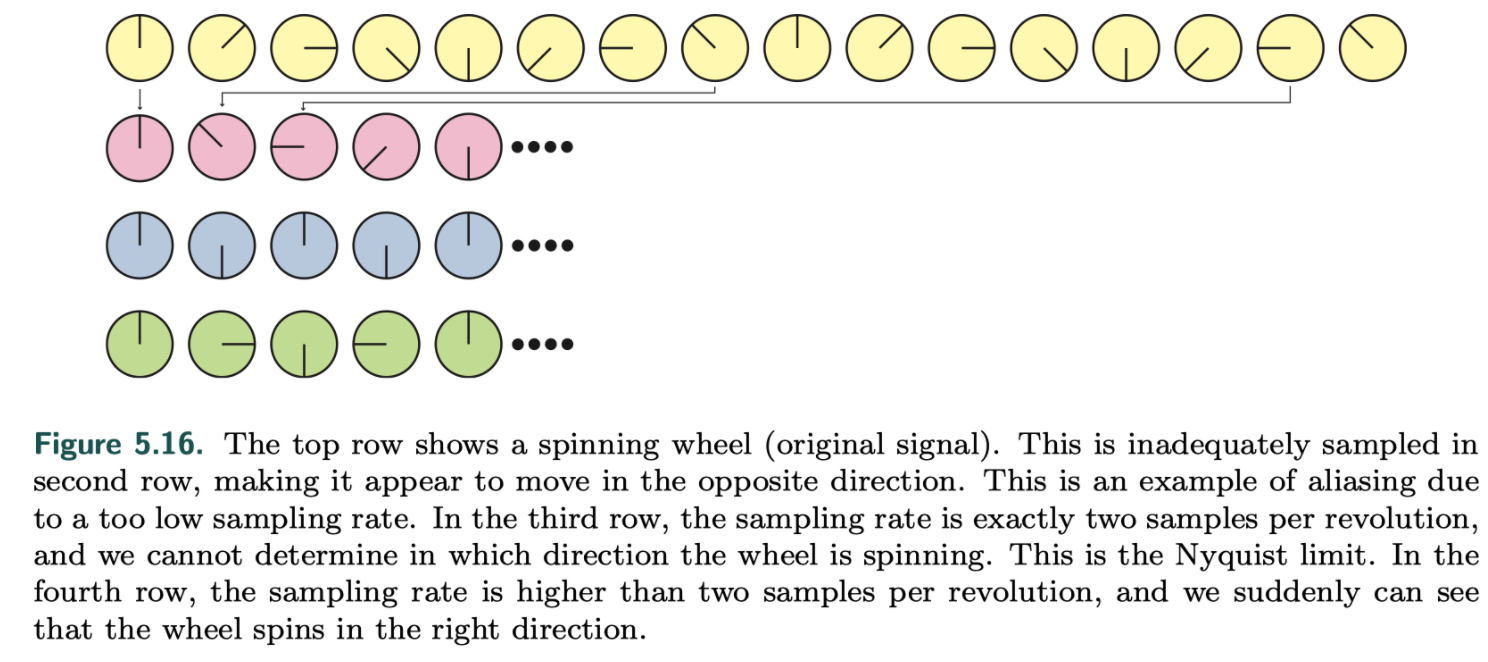 Figure 5.16. The top row shows a spinning wheel (original signal). This is inadequately sampled in
second row, making it appear to move in the opposite direction. This is an example of aliasing due
to a too low sampling rate. In the third row, the sampling rate is exactly two samples per revolution,
and we cannot determine in which direction the wheel is spinning. This is the Nyquist limit. In the
fourth row, the sampling rate is higher than two samples per revolution, and we suddenly can see
that the wheel spins in the right direction.